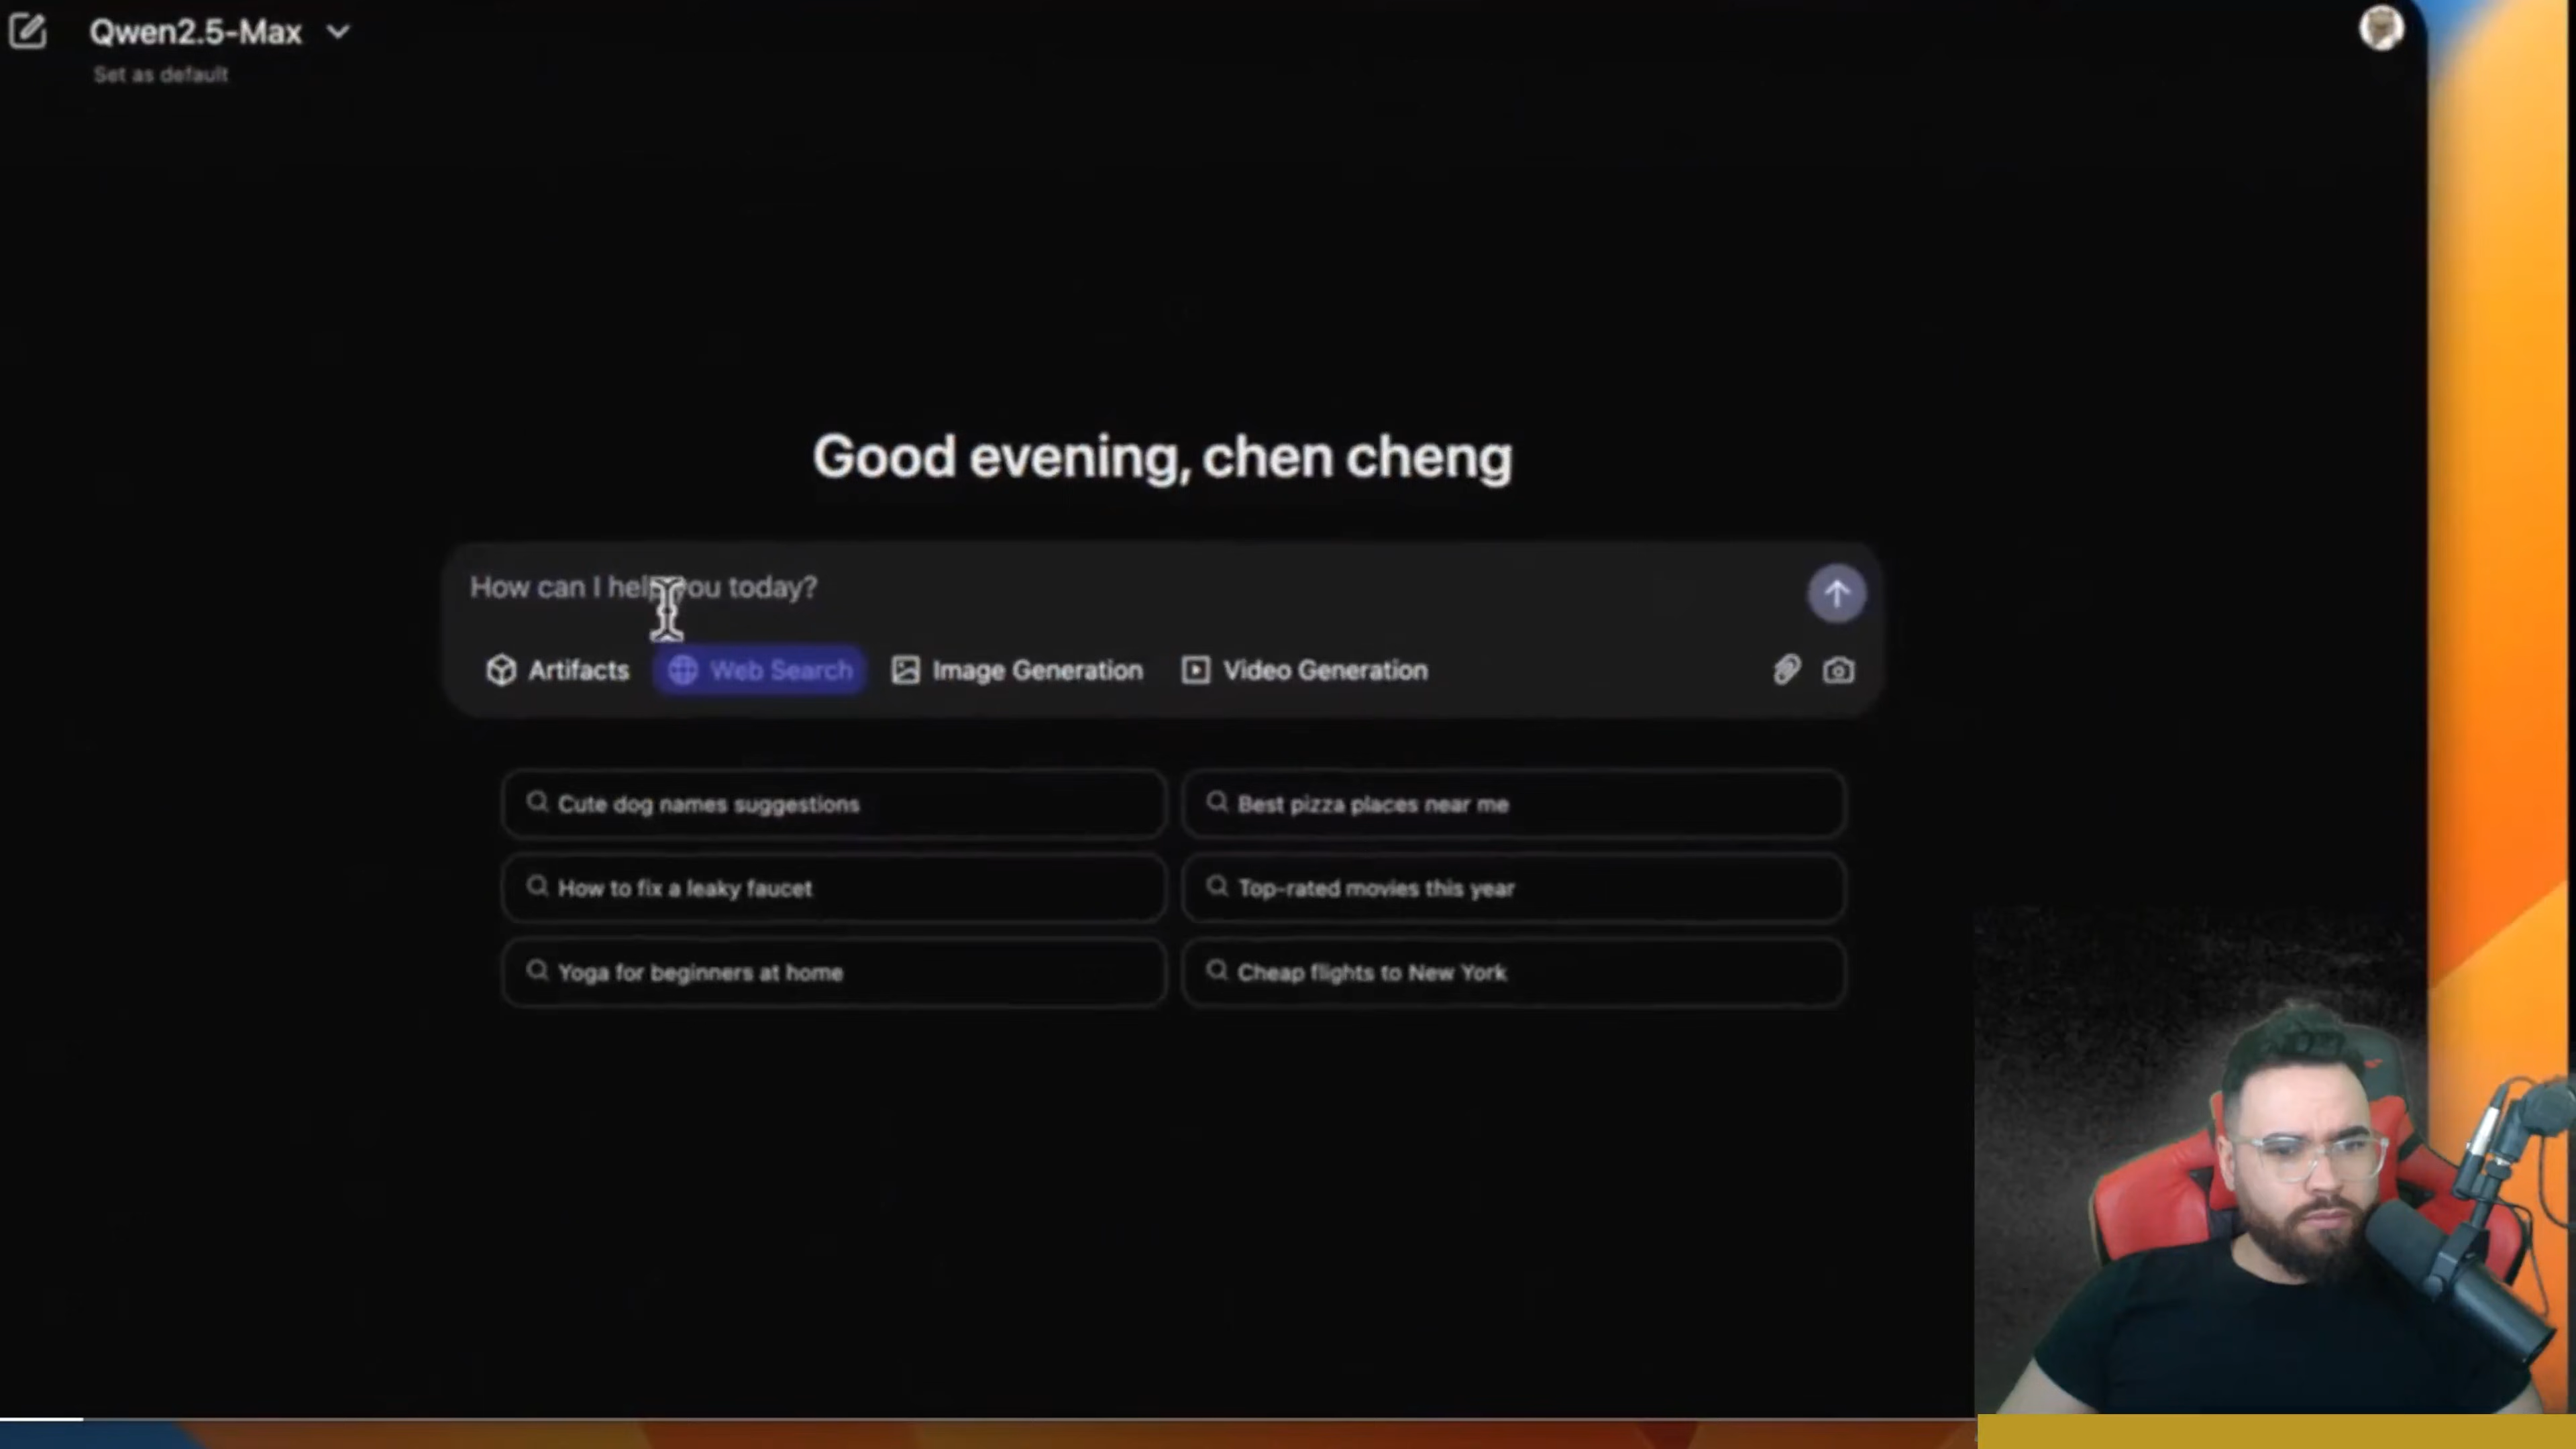 Qwen2.5-Max
Set as default
Good evening, chen cheng
How can I help you today?
Artifacts Web Search Image Generation Video Generation
Cute dog names suggestions
Best pizza places near me
How to fix a leaky faucet
Top-rated movies this year
Yoga for beginners at home
Cheap flights to New York